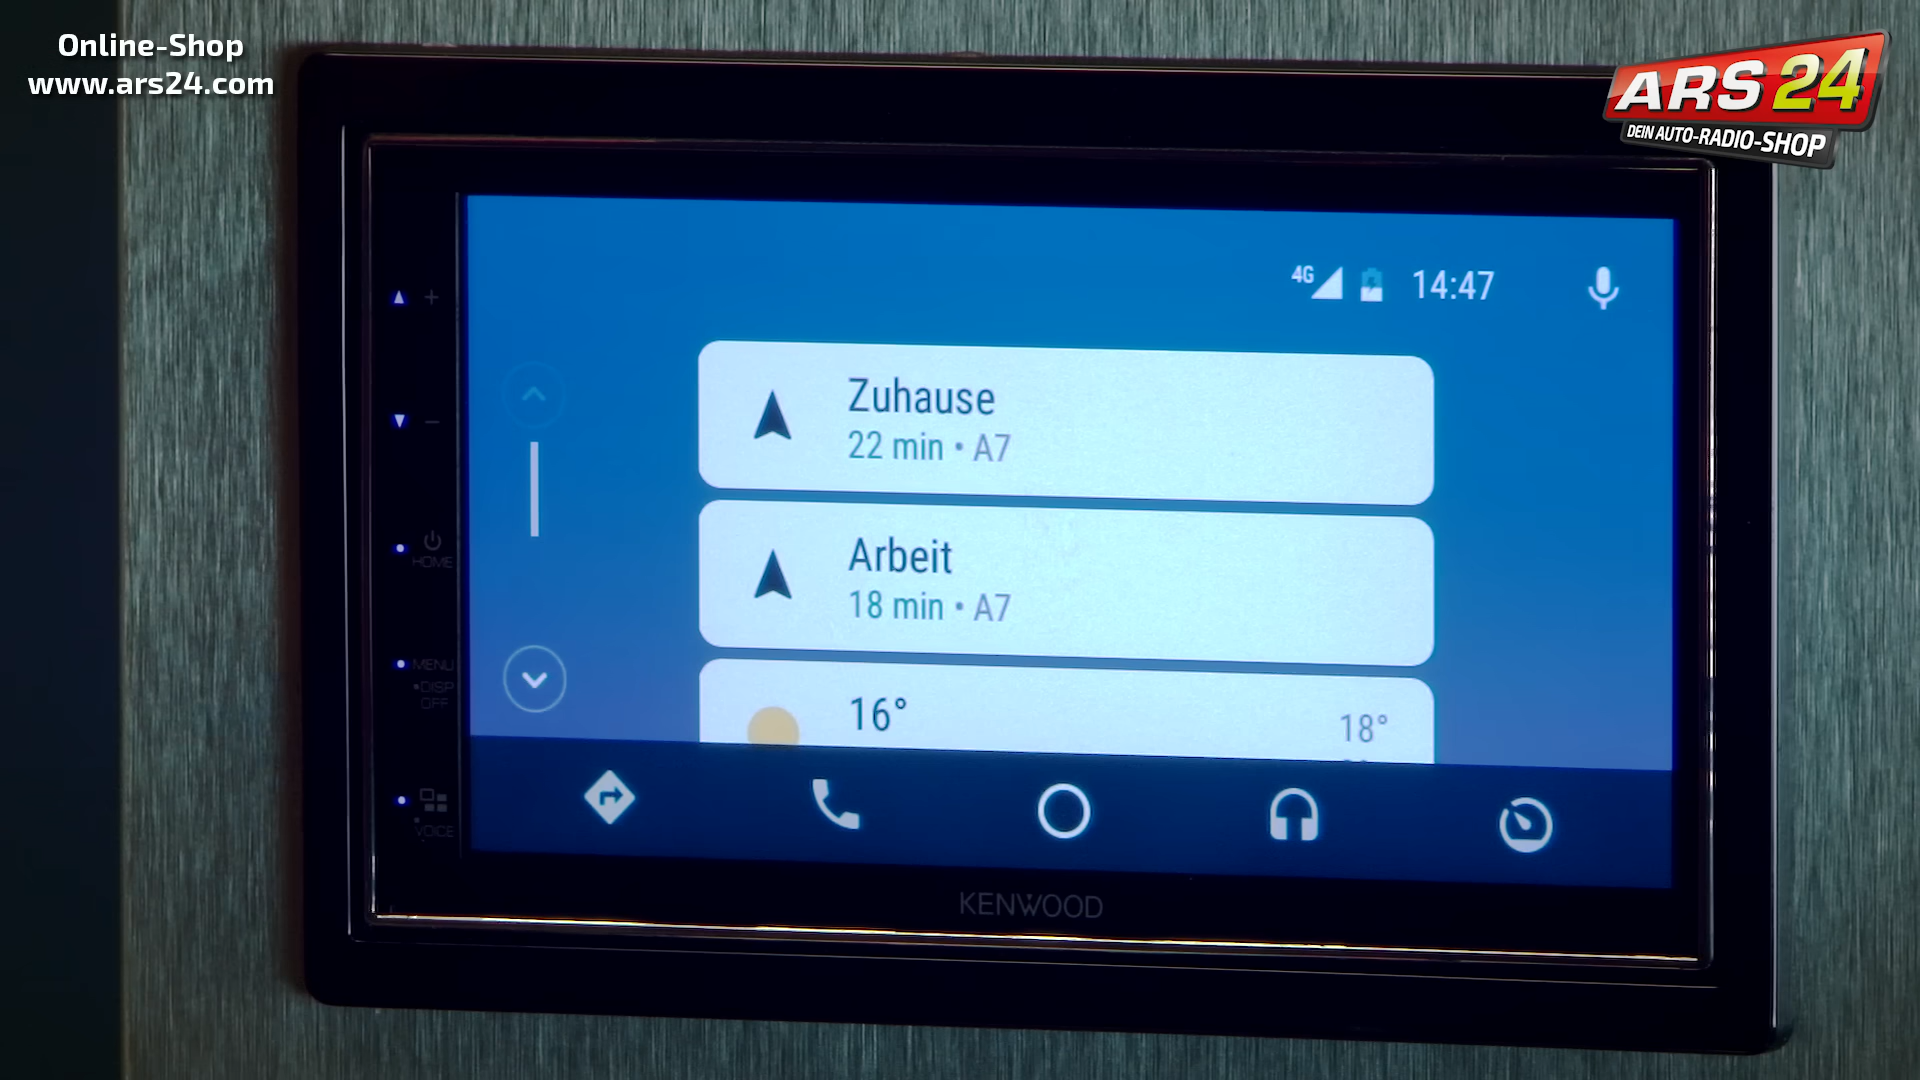 Online-Shop
www.ars24.com
ARS 24
DEIN AUTO-RADIO-SHOP
4G
14:47
+
Zuhause
22 min • A7
−
HOME
Arbeit
18 min • A7
MENU
•DISP
OFF
16°
18°
VOICE
KENWOOD